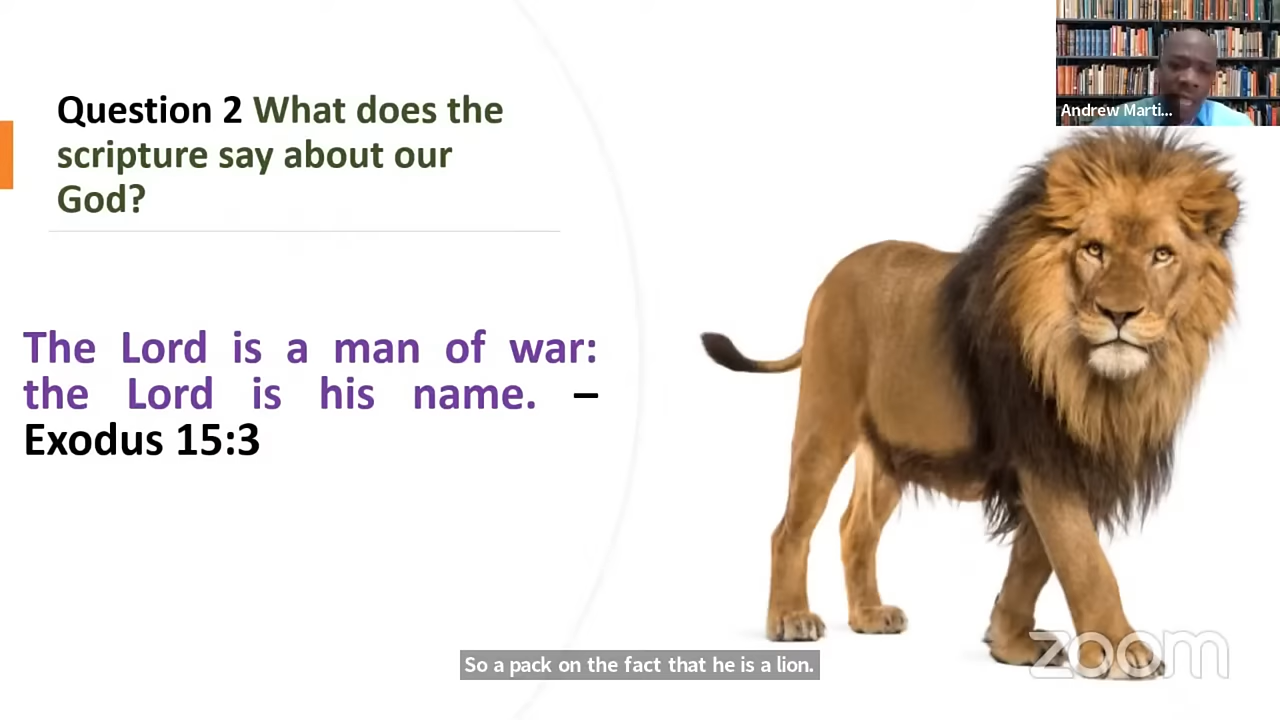 Question 2 What does the
scripture say about our
God?
The Lord is a man of war:
the Lord is his name. –
Exodus 15:3
Andrew Marti...
So a pack on the fact that he is a lion.
zoom